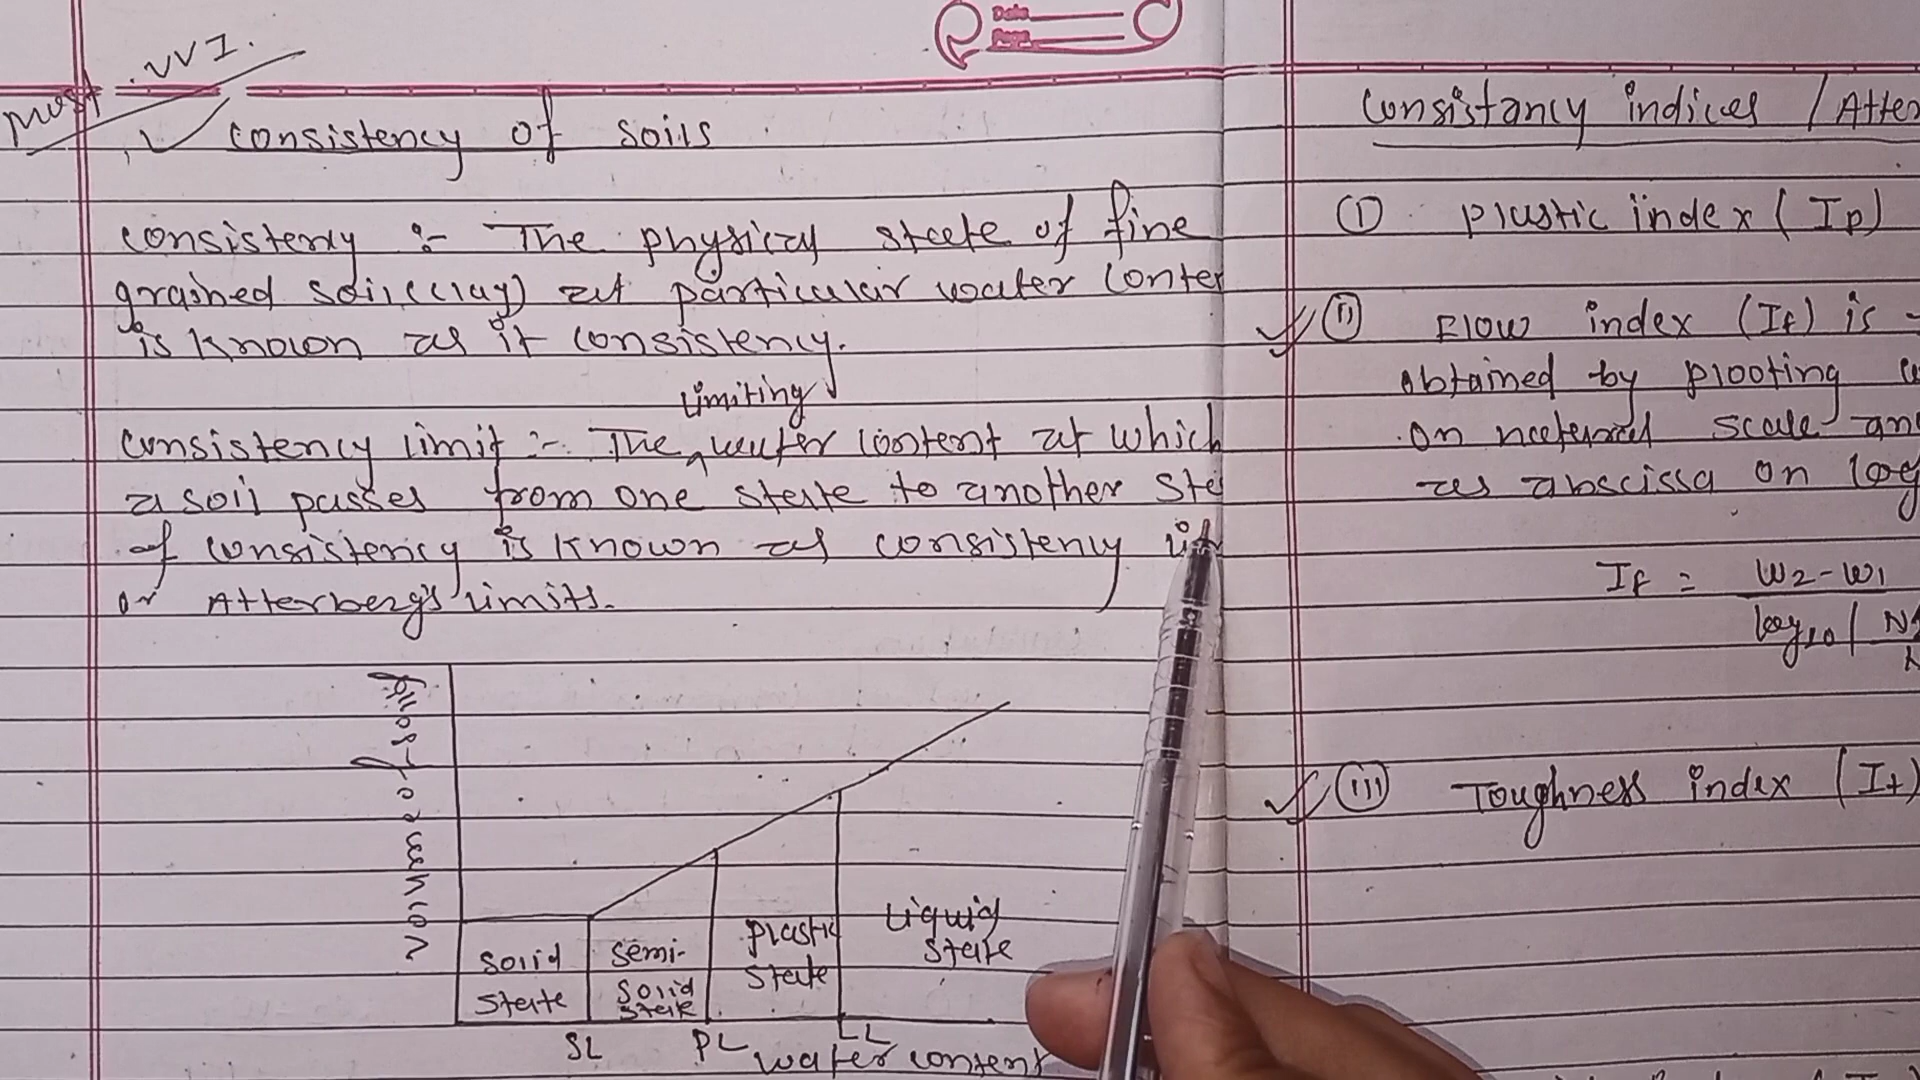 Most VVI.
Date
Page
Consistency of soils
consistency :- The physical state of fine
grained soil (clay) at particular water conten
is known as it consistency.
limiting
consistency limit :- The water content at which
a soil passes from one state to another sta
of consistency is known as consistency
or Atterberg's limits.
volume of soil
solid state
semi-solid state
plastic state
Liquid state
SL
PL
LL
water content
Consistancy indices / Atter
(i) Plastic index (Ip)
(ii) Flow index (If) is
obtained by plooting
on natural scale an
as abscissa on log
If = w2-w1
log10( N
(iii) Toughness index (It)